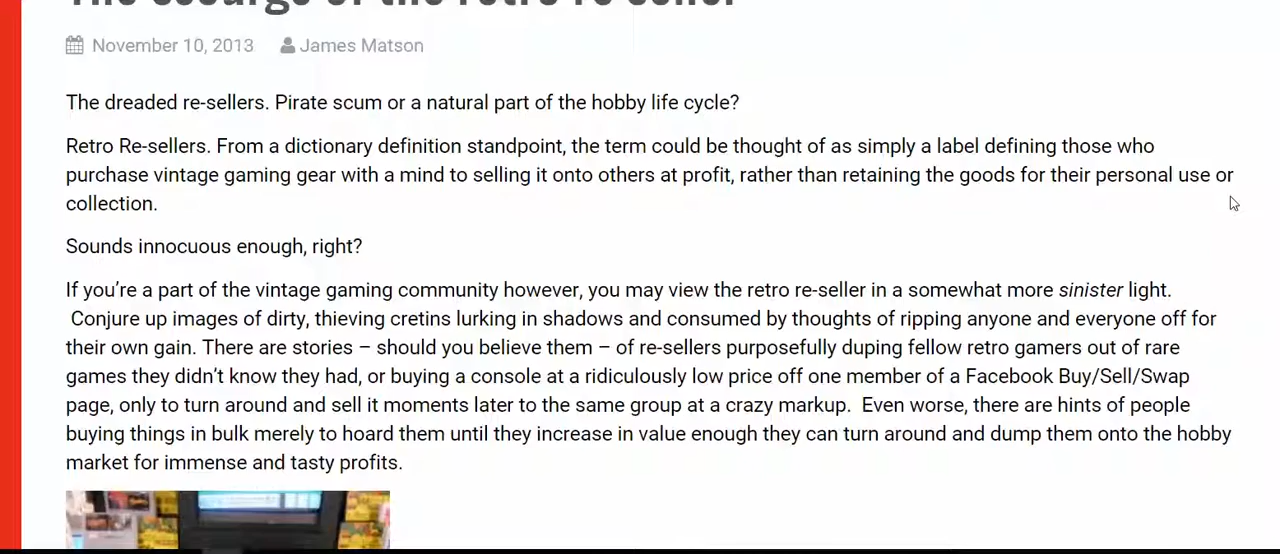 The scourge of the retro re-seller
November 10, 2013 James Matson
The dreaded re-sellers. Pirate scum or a natural part of the hobby life cycle?
Retro Re-sellers. From a dictionary definition standpoint, the term could be thought of as simply a label defining those who
purchase vintage gaming gear with a mind to selling it onto others at profit, rather than retaining the goods for their personal use or
collection.
Sounds innocuous enough, right?
If you’re a part of the vintage gaming community however, you may view the retro re-seller in a somewhat more sinister light.
Conjure up images of dirty, thieving cretins lurking in shadows and consumed by thoughts of ripping anyone and everyone off for
their own gain. There are stories – should you believe them – of re-sellers purposefully duping fellow retro gamers out of rare
games they didn’t know they had, or buying a console at a ridiculously low price off one member of a Facebook Buy/Sell/Swap
page, only to turn around and sell it moments later to the same group at a crazy markup.  Even worse, there are hints of people
buying things in bulk merely to hoard them until they increase in value enough they can turn around and dump them onto the hobby
market for immense and tasty profits.